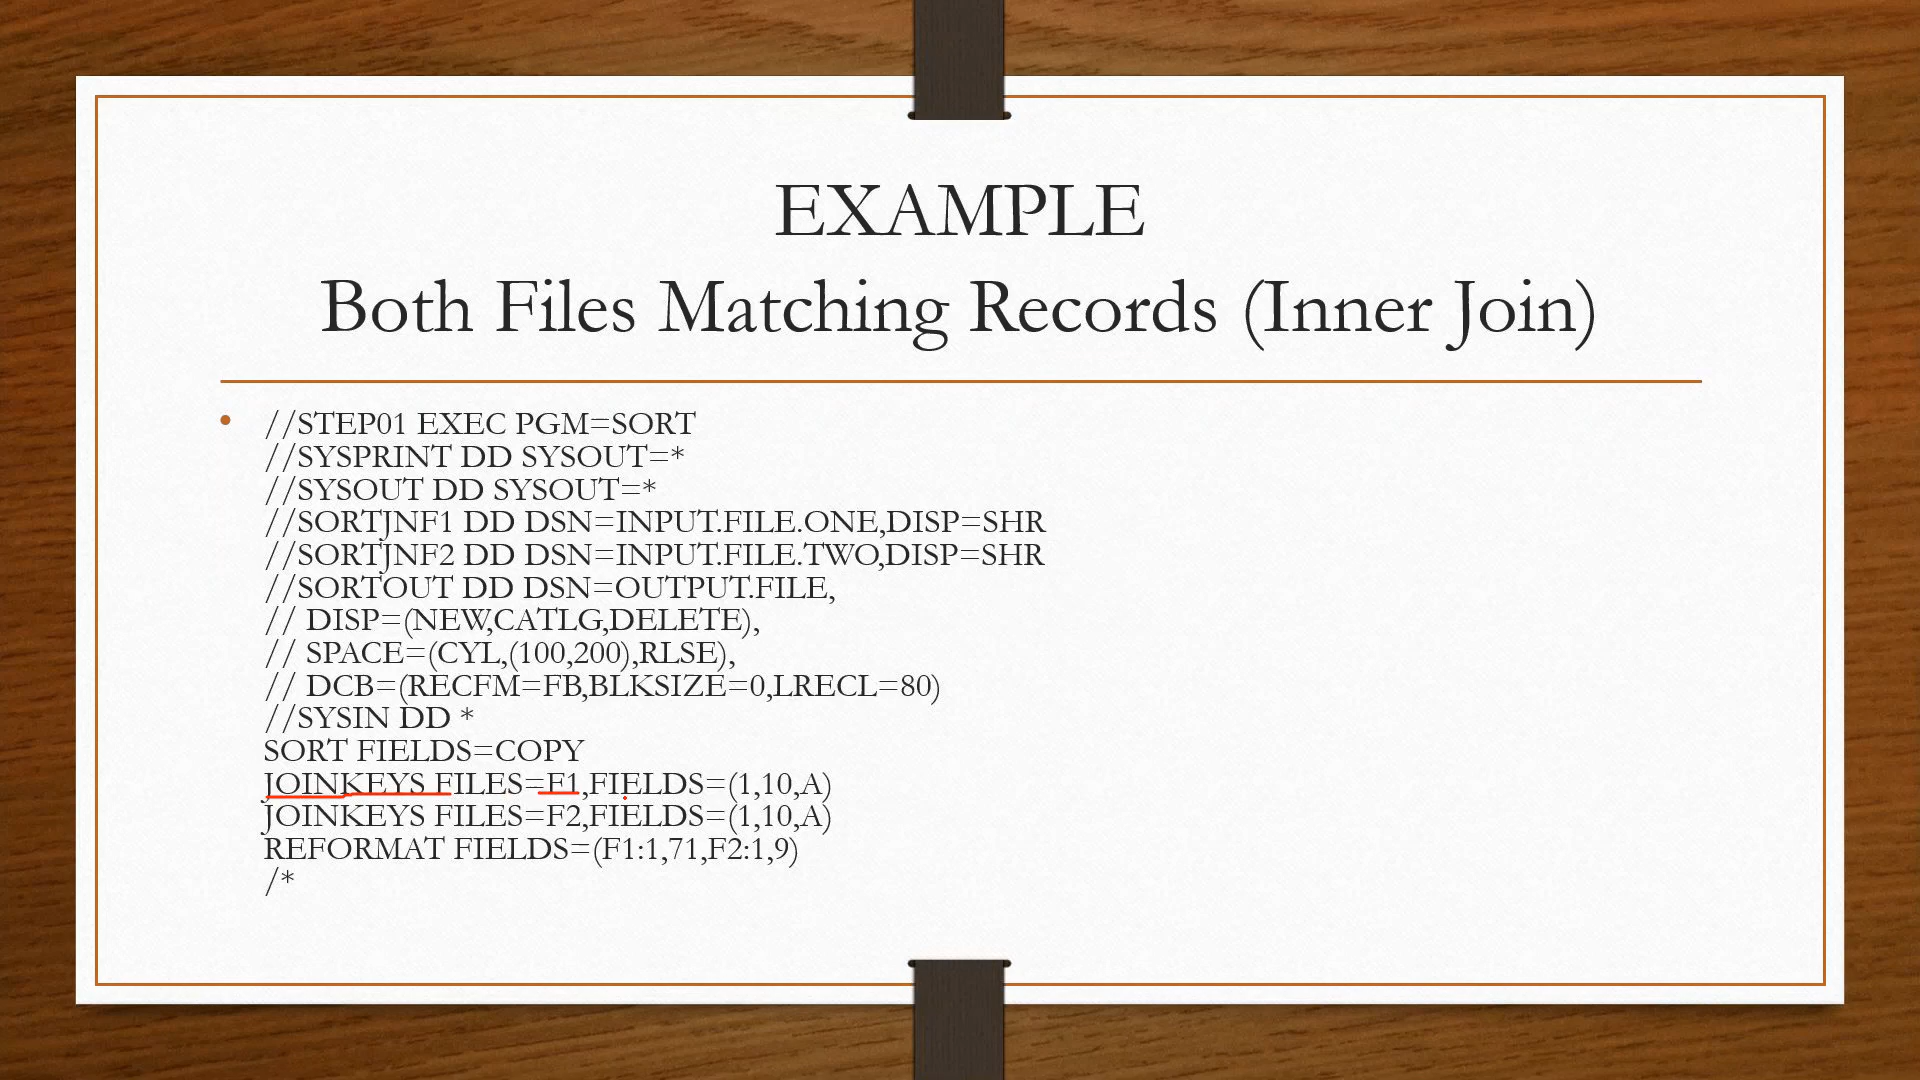 EXAMPLE
Both Files Matching Records (Inner Join)
• //STEP01 EXEC PGM=SORT
//SYSPRINT DD SYSOUT=*
//SYSOUT DD SYSOUT=*
//SORTJNF1 DD DSN=INPUT.FILE.ONE,DISP=SHR
//SORTJNF2 DD DSN=INPUT.FILE.TWO,DISP=SHR
//SORTOUT DD DSN=OUTPUT.FILE,
// DISP=(NEW,CATLG,DELETE),
// SPACE=(CYL,(100,200),RLSE),
// DCB=(RECFM=FB,BLKSIZE=0,LRECL=80)
//SYSIN DD *
SORT FIELDS=COPY
JOINKEYS FILES=F1,FIELDS=(1,10,A)
JOINKEYS FILES=F2,FIELDS=(1,10,A)
REFORMAT FIELDS=(F1:1,71,F2:1,9)
/*